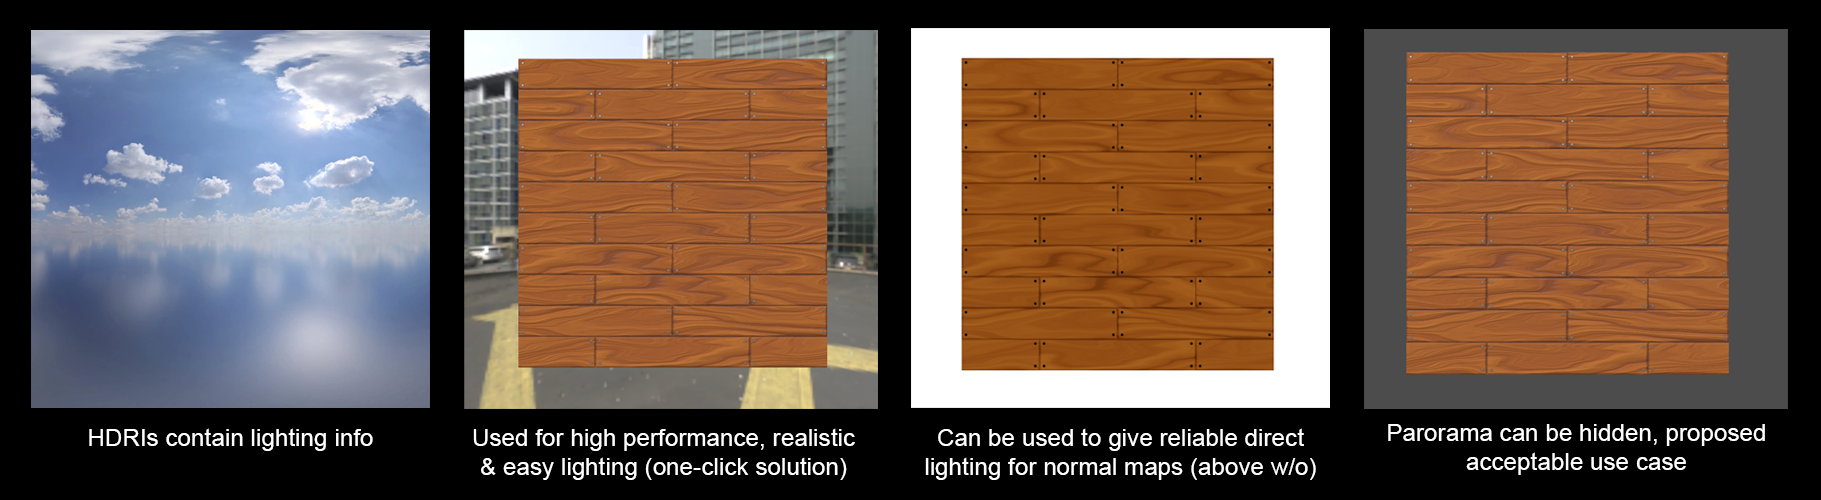 HDRIs contain lighting info
Used for high performance, realistic
& easy lighting (one-click solution)
Can be used to give reliable direct
lighting for normal maps (above w/o)
Parorama can be hidden, proposed
acceptable use case